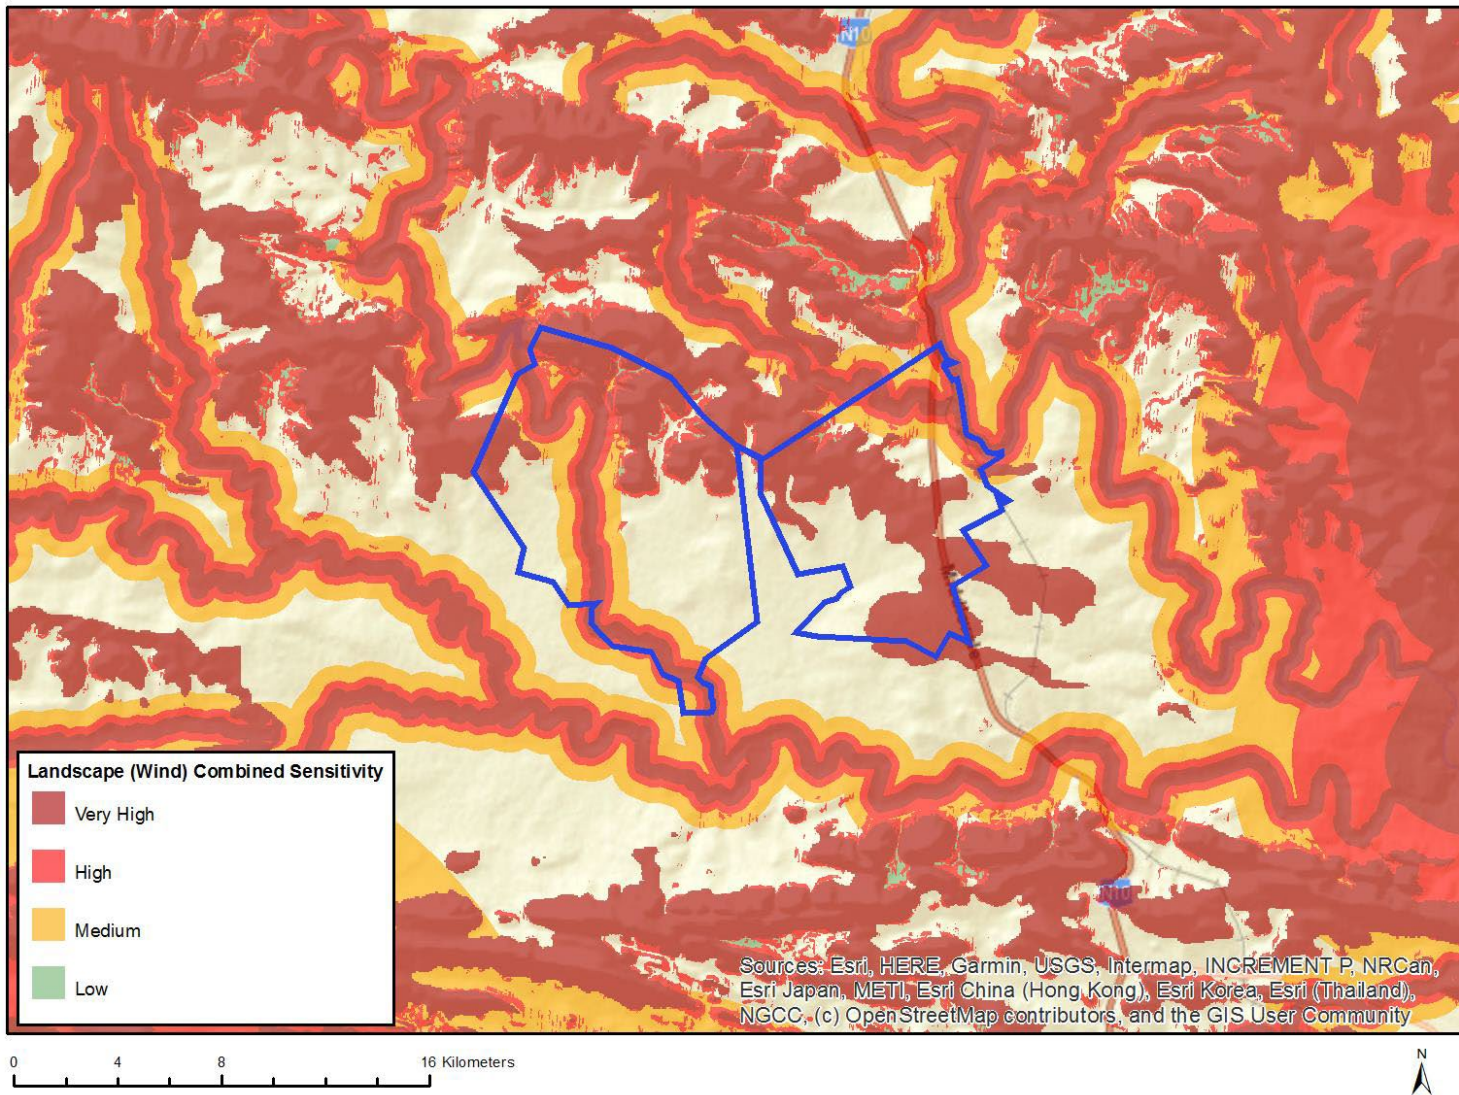 N10
Landscape (Wind) Combined Sensitivity
Very High
High
Medium
Low
N10
Sources: Esri, HERE, Garmin, USGS, Intermap, INCREMENT P, NRCan,
Esri Japan, METI, Esri China (Hong Kong), Esri Korea, Esri (Thailand),
NGCC, (c) OpenStreetMap contributors, and the GIS User Community
0 4 8 16 Kilometers
N